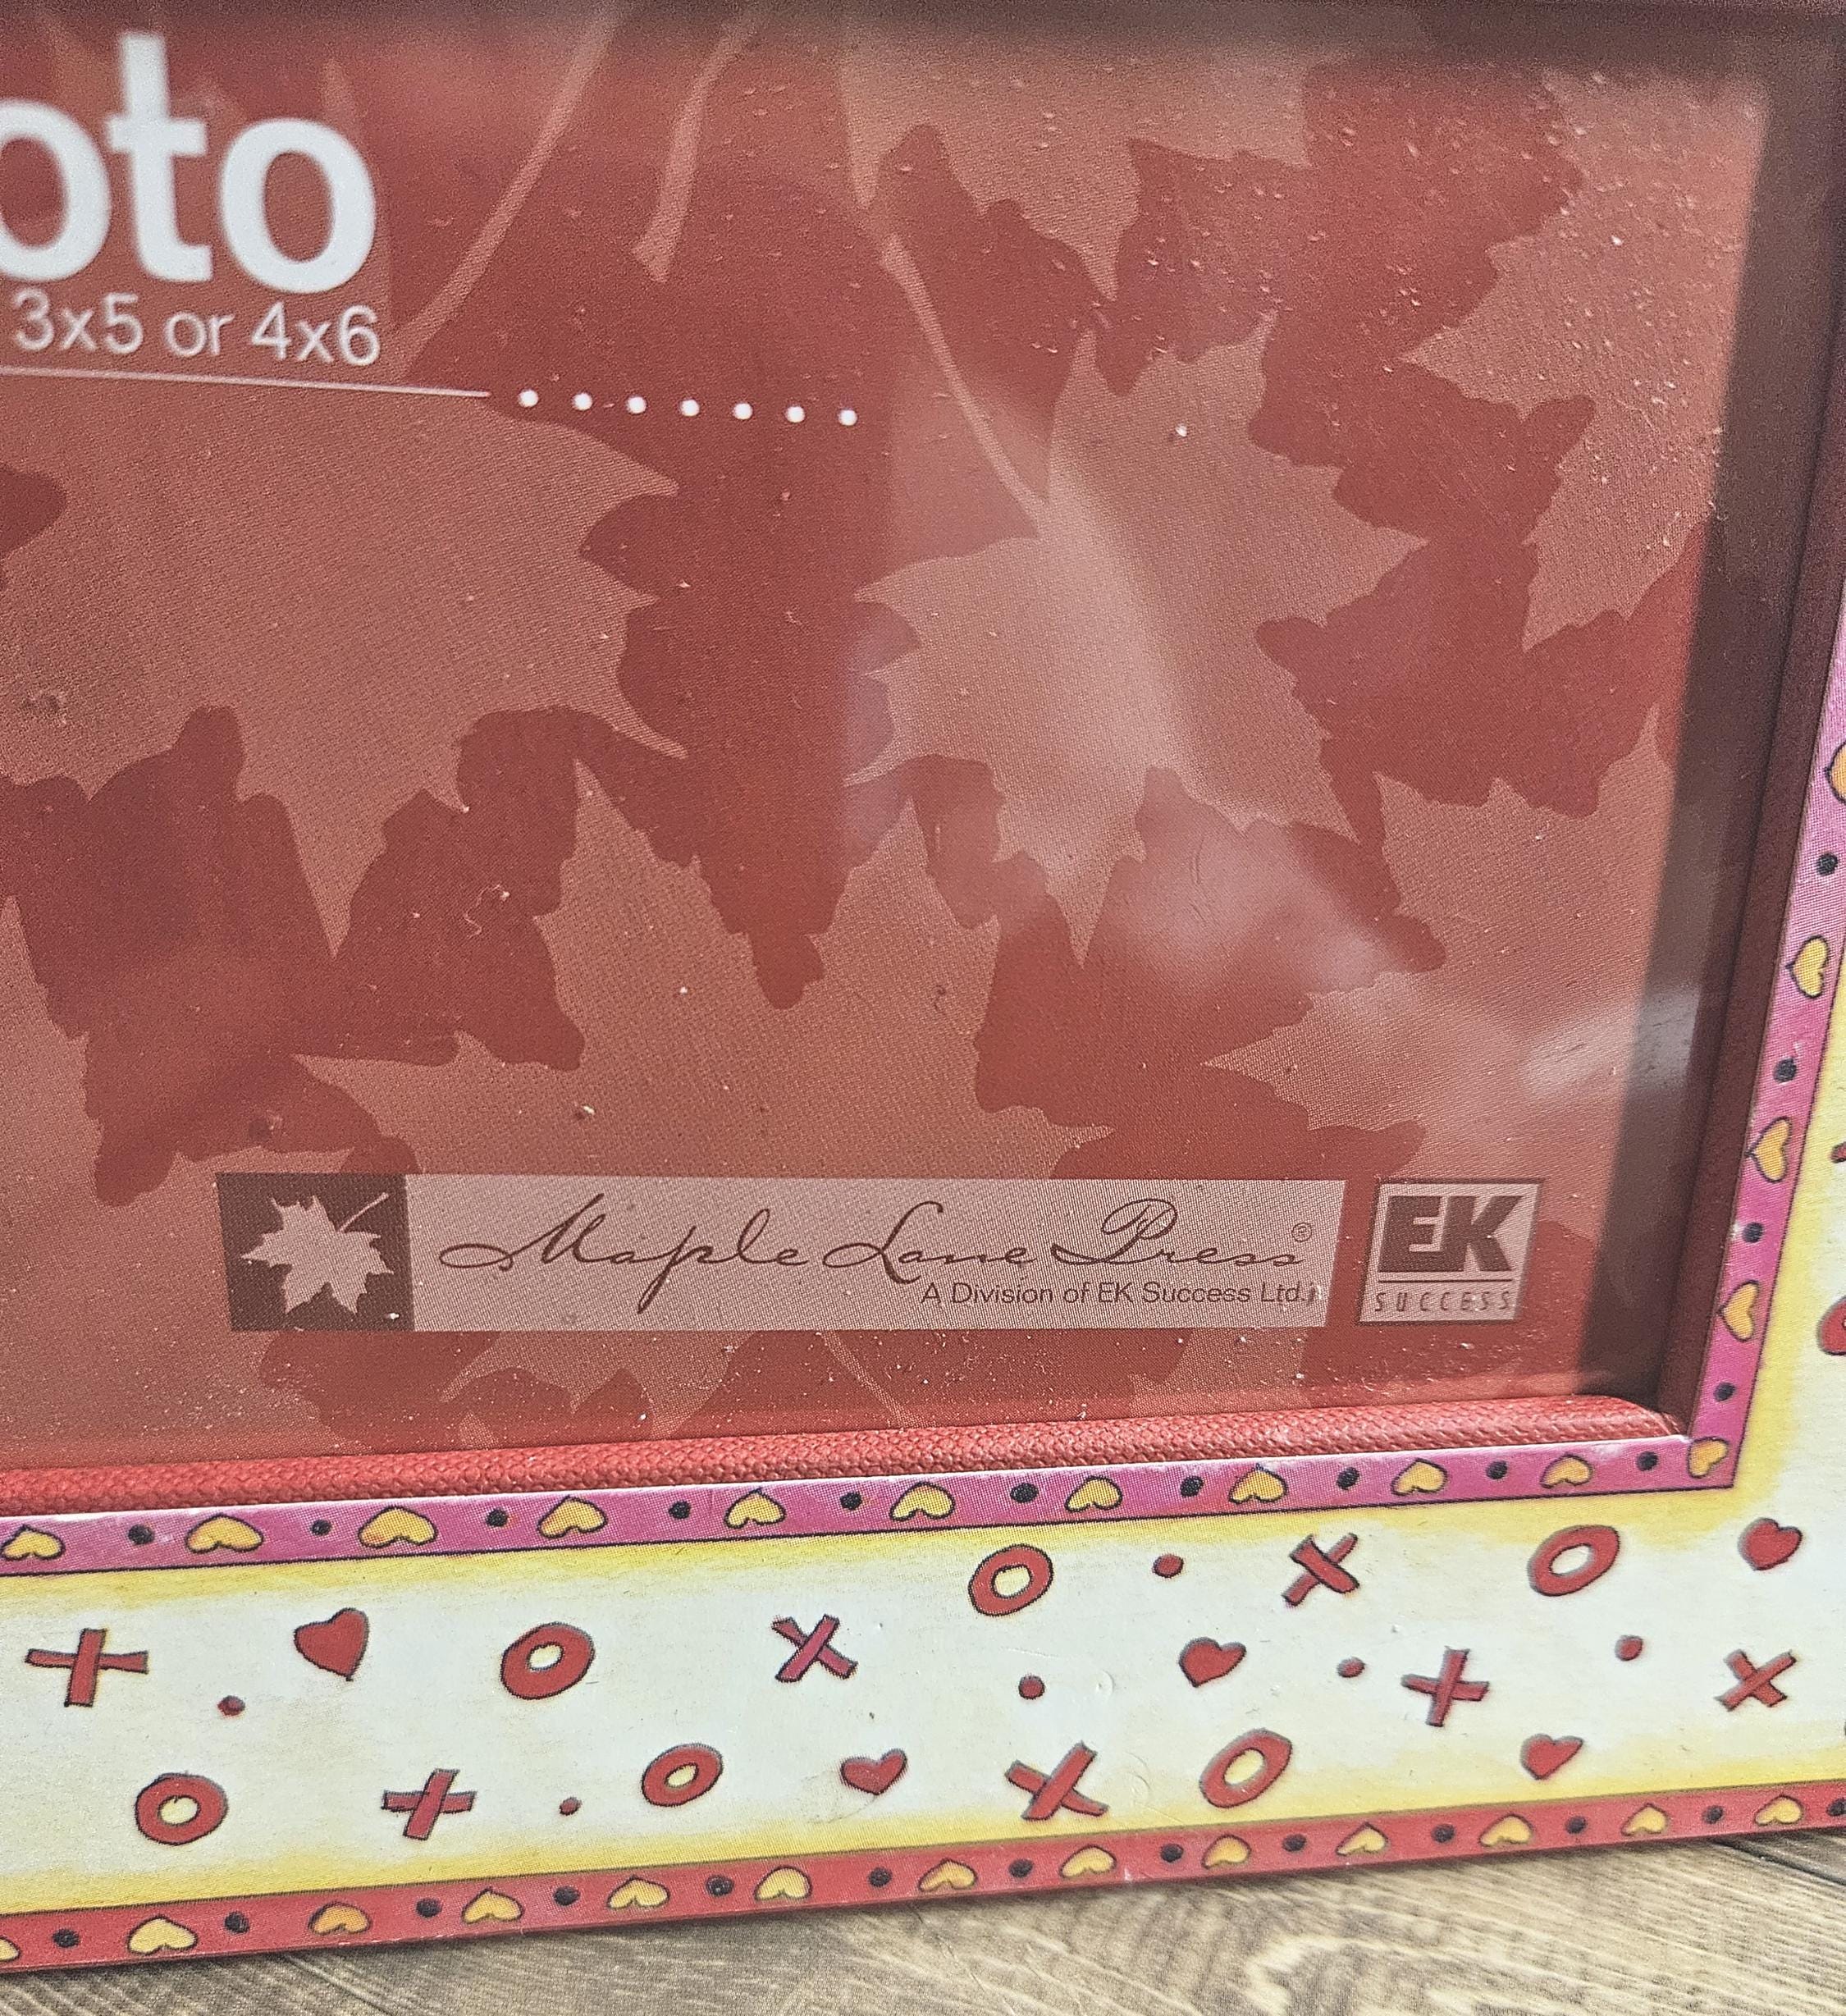 oto
3x5 or 4x6
Maple Lane Press®
A Division of EK Success Ltd.
EK
SUCCESS